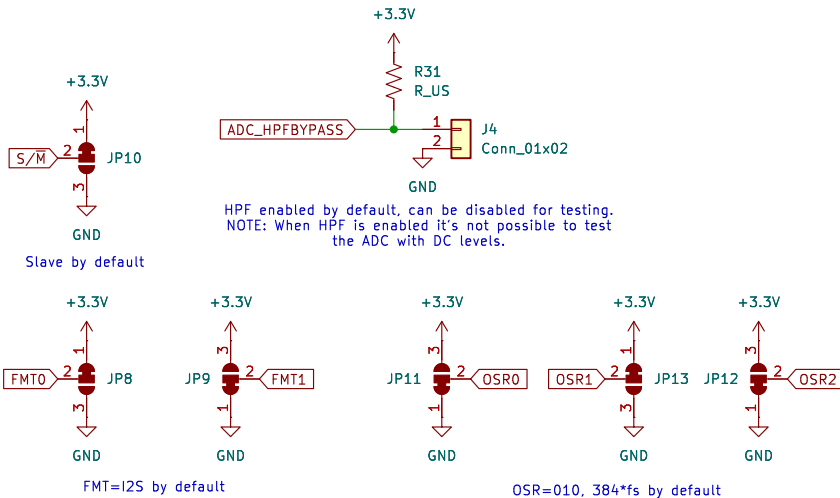 +3.3V
R31
R_US
+3.3V
ADC_HPFBYPASS
1
J4
2
Conn_01x02
GND
1
S/M̅
2
JP10
3
GND
HPF enabled by default, can be disabled for testing.
NOTE: When HPF is enabled it's not possible to test
the ADC with DC levels.
Slave by default
+3.3V
+3.3V
+3.3V
+3.3V
+3.3V
1
3
3
1
3
FMT0
2
JP8
JP9
2
FMT1
JP11
2
OSR0
OSR1
2
JP13
JP12
2
OSR2
3
1
1
3
1
GND
GND
GND
GND
GND
FMT=I2S by default
OSR=010, 384*fs by default